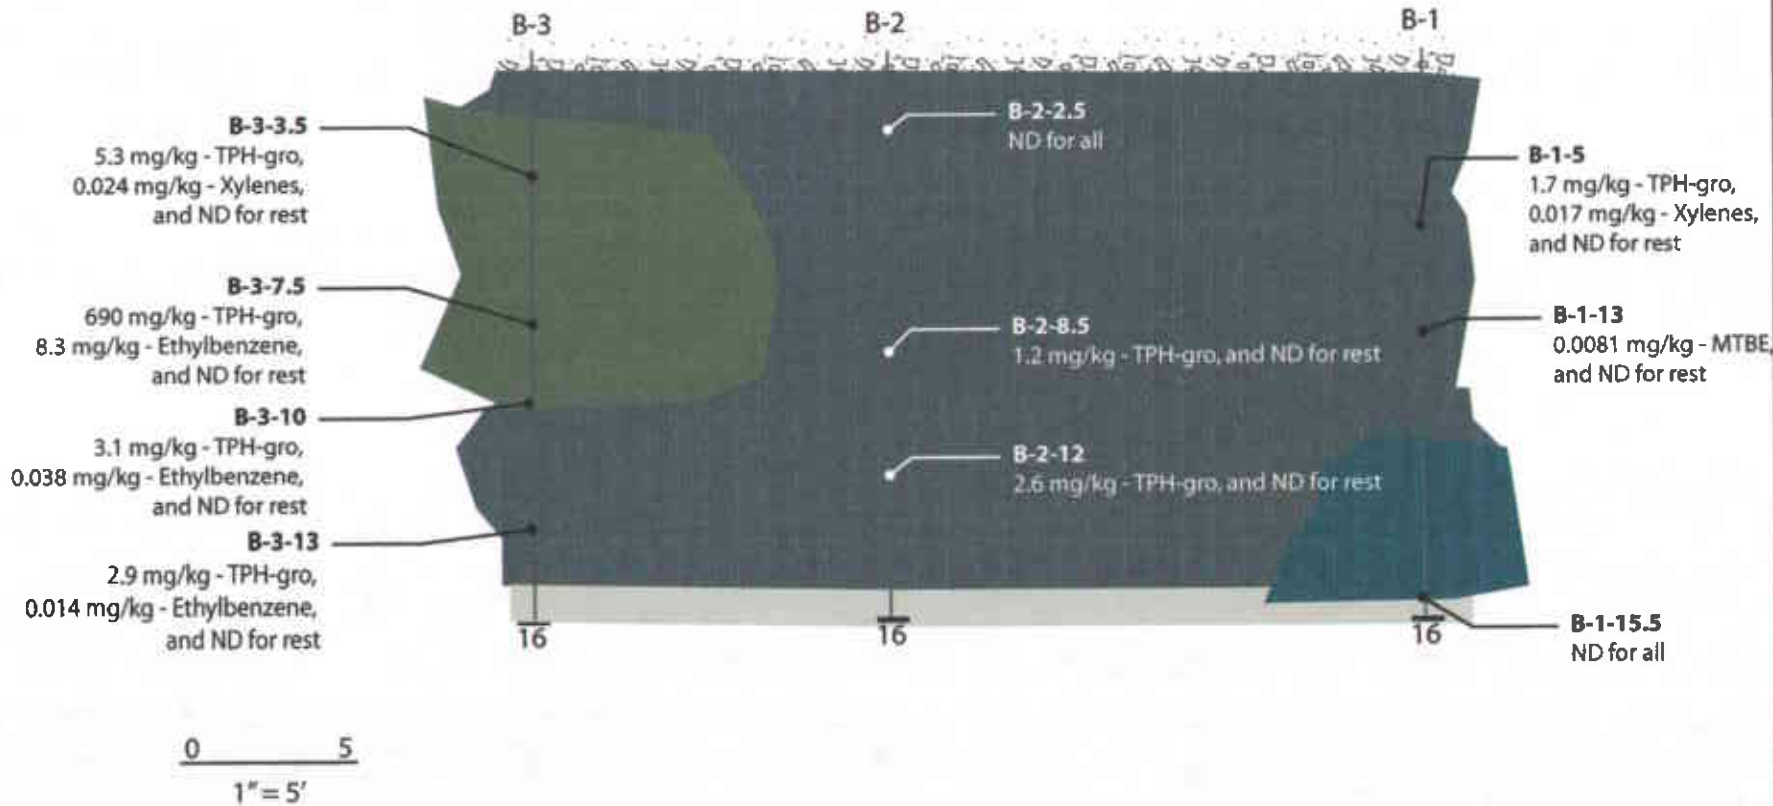 B-3
B-2
B-1
B-3-3.5
5.3 mg/kg - TPH-gro,
0.024 mg/kg - Xylenes,
and ND for rest
B-3-7.5
690 mg/kg - TPH-gro,
8.3 mg/kg - Ethylbenzene,
and ND for rest
B-3-10
3.1 mg/kg - TPH-gro,
0.038 mg/kg - Ethylbenzene,
and ND for rest
B-3-13
2.9 mg/kg - TPH-gro,
0.014 mg/kg - Ethylbenzene,
and ND for rest
B-2-2.5
ND for all
B-2-8.5
1.2 mg/kg - TPH-gro, and ND for rest
B-2-12
2.6 mg/kg - TPH-gro, and ND for rest
B-1-5
1.7 mg/kg - TPH-gro,
0.017 mg/kg - Xylenes,
and ND for rest
B-1-13
0.0081 mg/kg - MTBE,
and ND for rest
B-1-15.5
ND for all
16
16
16
0 5
1" = 5'